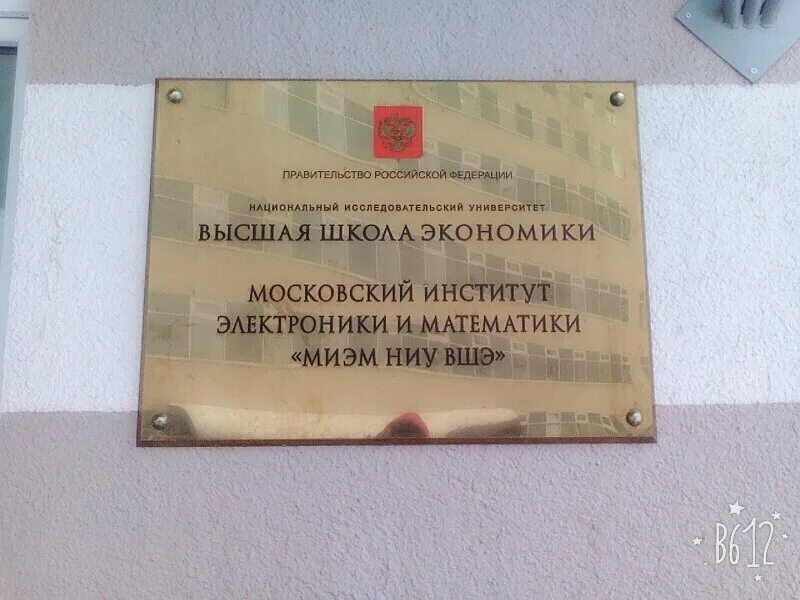 ПРАВИТЕЛЬСТВО РОССИЙСКОЙ ФЕДЕРАЦИИ
НАЦИОНАЛЬНЫЙ ИССЛЕДОВАТЕЛЬСКИЙ УНИВЕРСИТЕТ
ВЫСШАЯ ШКОЛА ЭКОНОМИКИ
МОСКОВСКИЙ ИНСТИТУТ
ЭЛЕКТРОНИКИ И МАТЕМАТИКИ
«МИЭМ НИУ ВШЭ»
B612